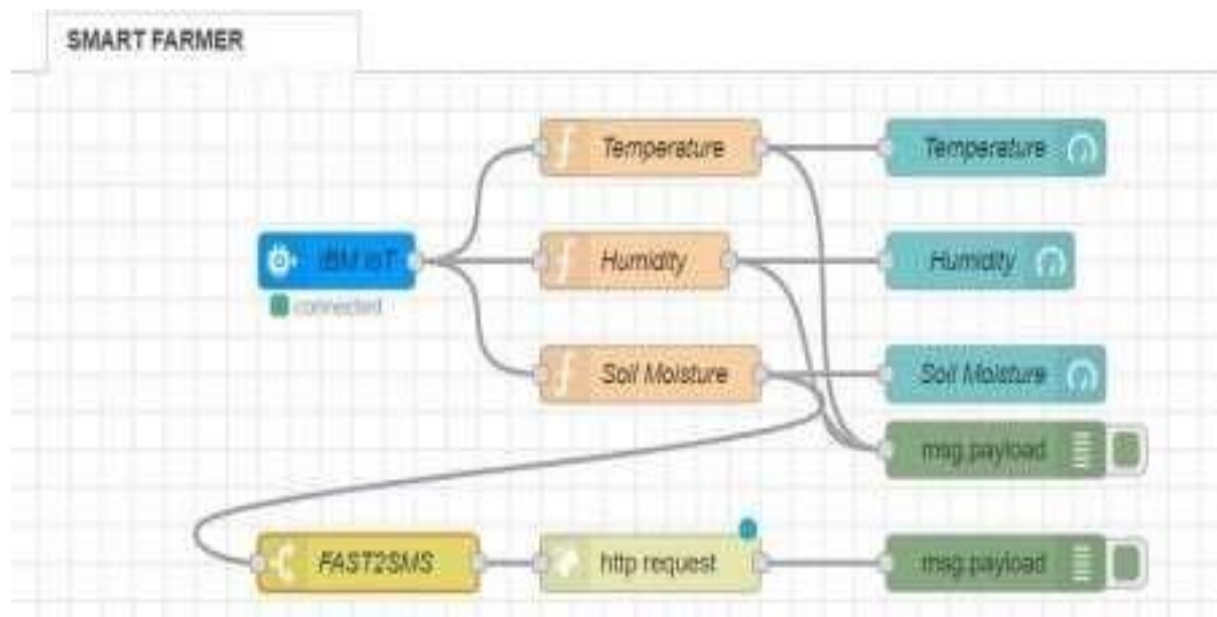 SMART FARMER
Temperature Temperature
IBM IoT
Humidity Humidity
connected
Soil Moisture Soil Moisture
msg.payload
FAST2SMS http request msg.payload